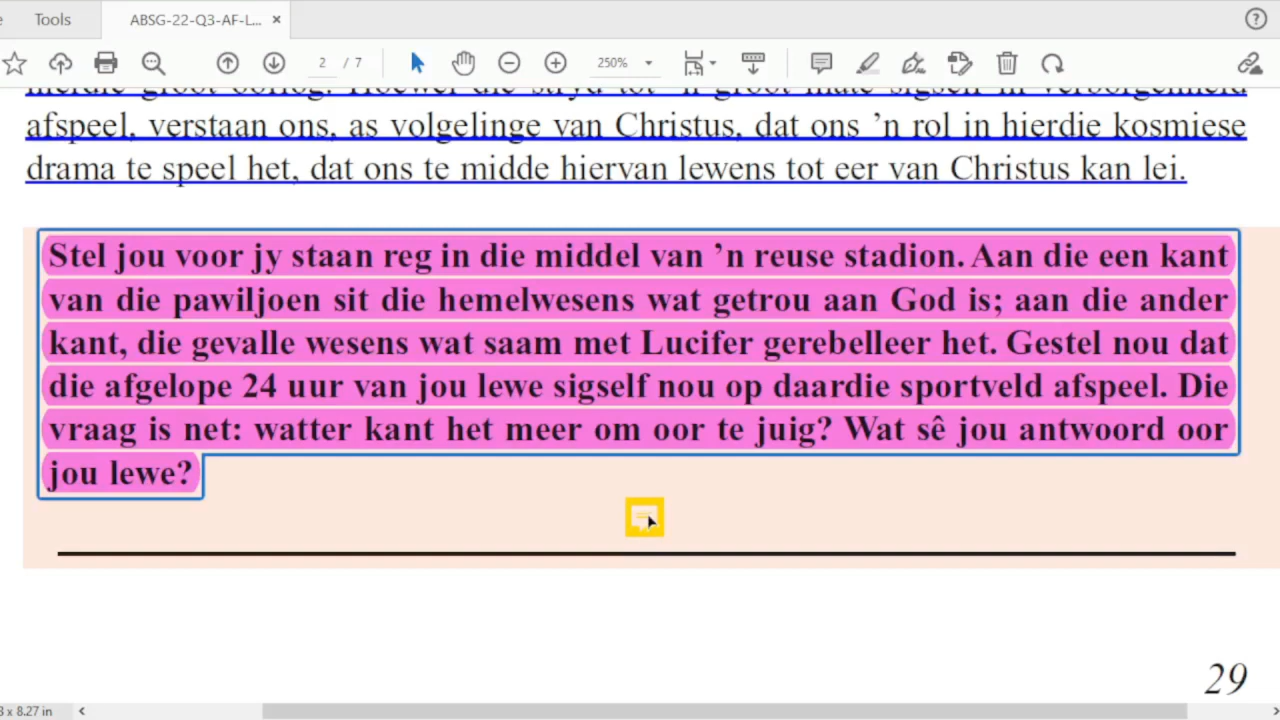 Tools
ABSG-22-Q3-AF-L... ×
2 / 7
250%
afspeel, verstaan ons, as volgelinge van Christus, dat ons ’n rol in hierdie kosmiese
drama te speel het, dat ons te midde hiervan lewens tot eer van Christus kan lei.
Stel jou voor jy staan reg in die middel van ’n reuse stadion. Aan die een kant
van die pawiljoen sit die hemelwesens wat getrou aan God is; aan die ander
kant, die gevalle wesens wat saam met Lucifer gerebelleer het. Gestel nou dat
die afgelope 24 uur van jou lewe sigself nou op daardie sportveld afspeel. Die
vraag is net: watter kant het meer om oor te juig? Wat sê jou antwoord oor
jou lewe?
29
x 8.27 in